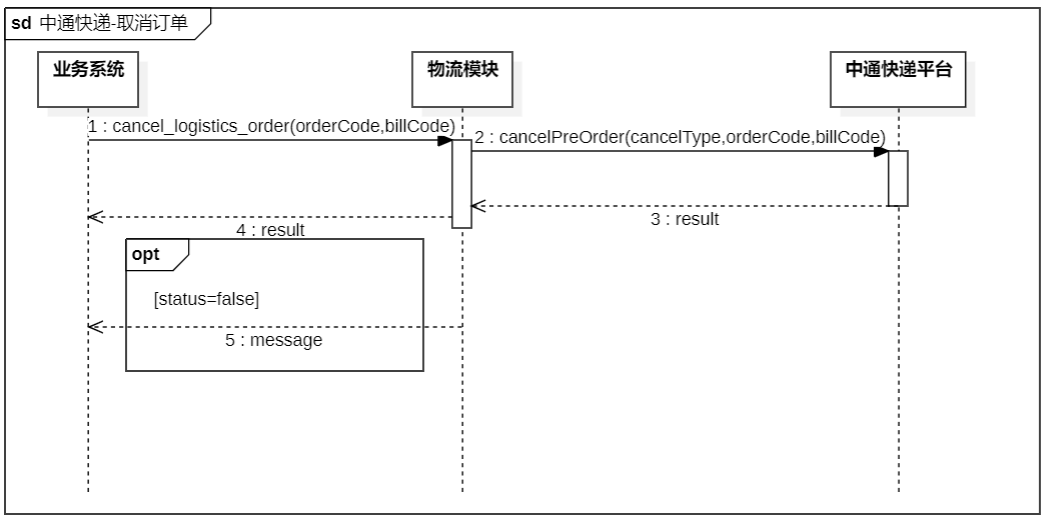 sd 中通快递-取消订单
业务系统
物流模块
中通快递平台
1 : cancel_logistics_order(orderCode,billCode)
2 : cancelPreOrder(cancelType,orderCode,billCode)
3 : result
4 : result
opt
[status=false]
5 : message